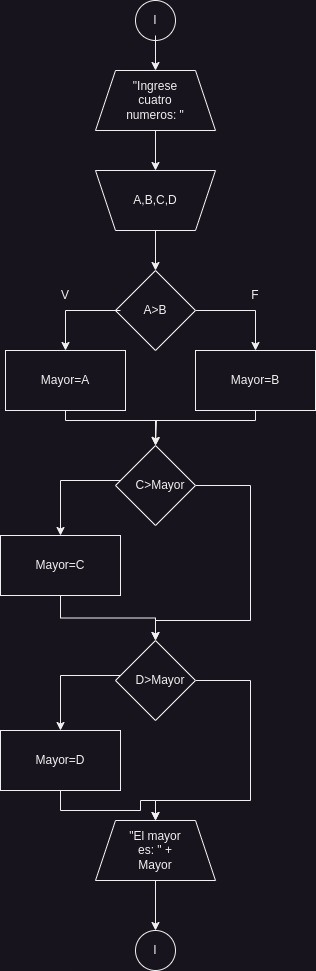 I
"Ingrese
cuatro
numeros: "
A,B,C,D
V
F
A>B
Mayor=A
Mayor=B
C>Mayor
Mayor=C
D>Mayor
Mayor=D
"El mayor
es: " +
Mayor
I